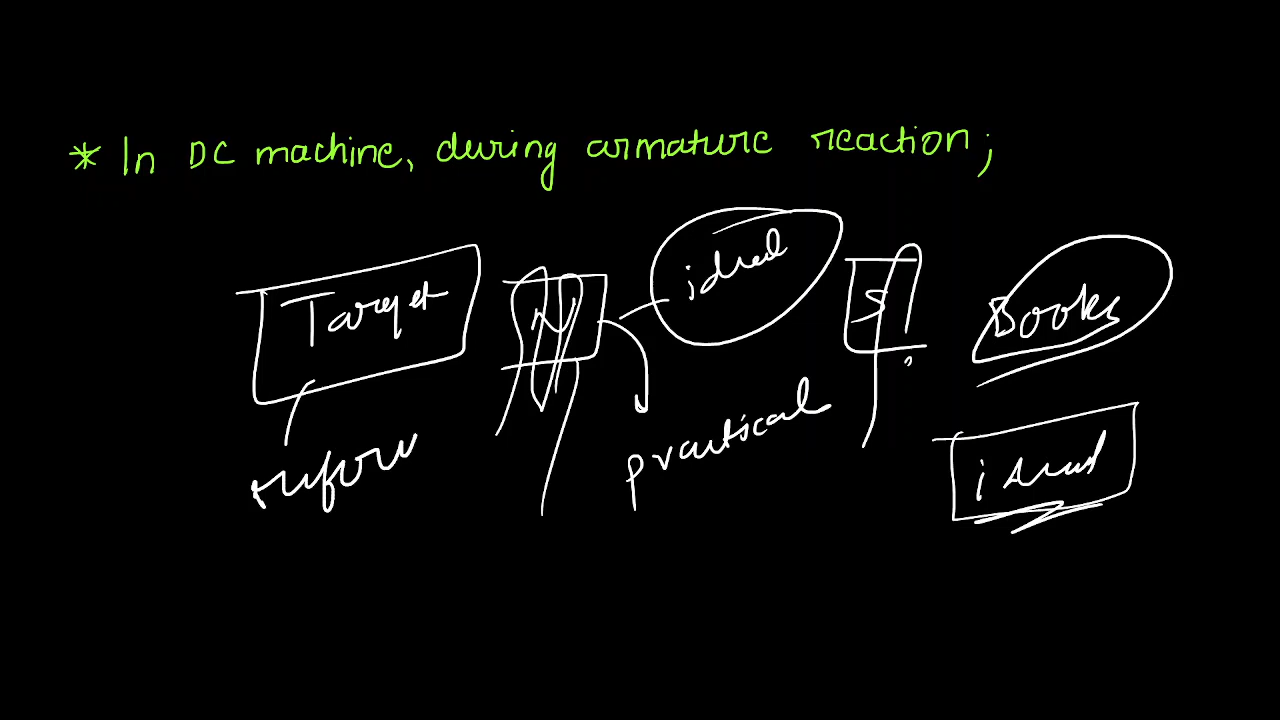 * In DC machine, during armature reaction;
Target N ideal S Books
practical
ideal